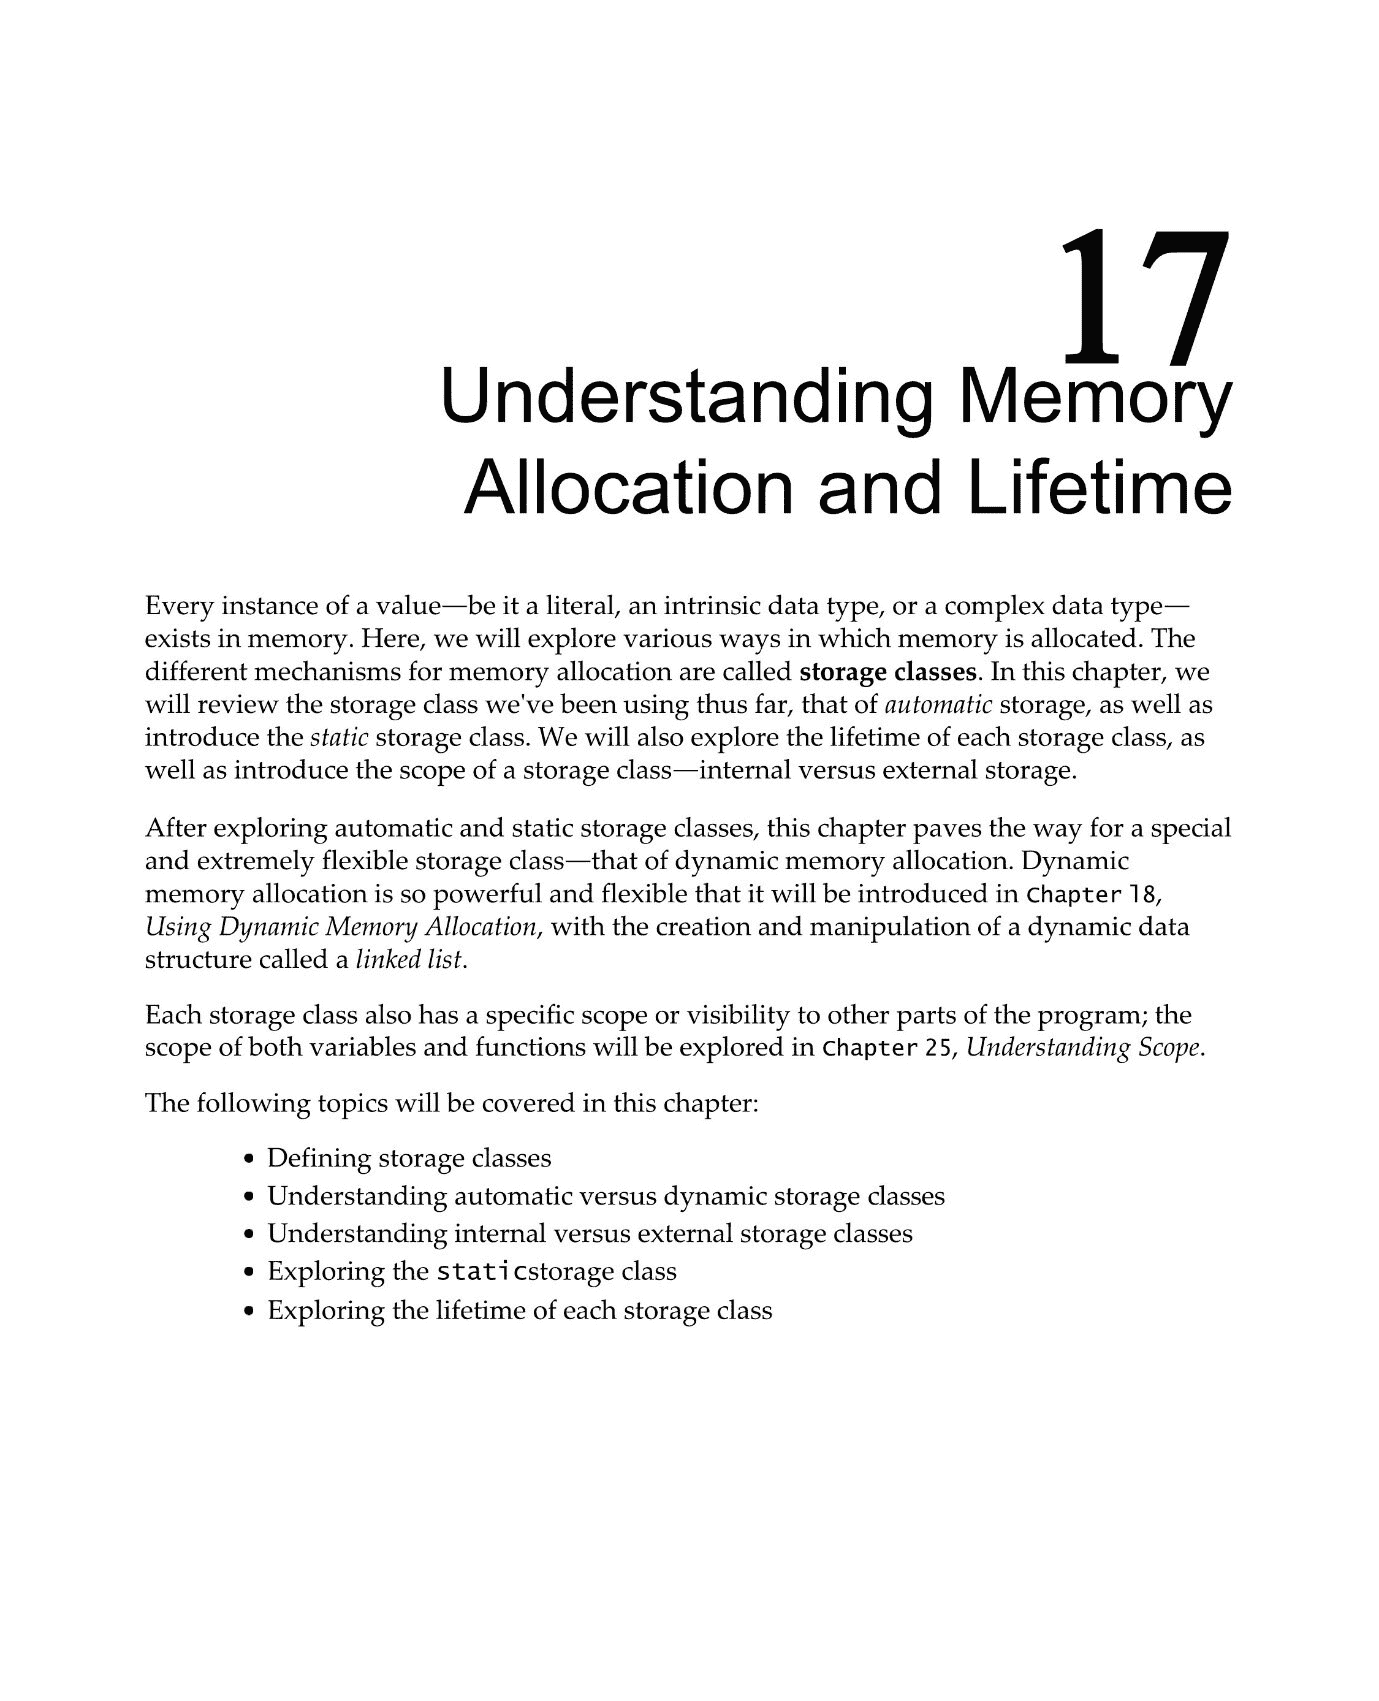 17
Understanding Memory
Allocation and Lifetime
Every instance of a value—be it a literal, an intrinsic data type, or a complex data type—
exists in memory. Here, we will explore various ways in which memory is allocated. The
different mechanisms for memory allocation are called storage classes. In this chapter, we
will review the storage class we've been using thus far, that of automatic storage, as well as
introduce the static storage class. We will also explore the lifetime of each storage class, as
well as introduce the scope of a storage class—internal versus external storage.
After exploring automatic and static storage classes, this chapter paves the way for a special
and extremely flexible storage class—that of dynamic memory allocation. Dynamic
memory allocation is so powerful and flexible that it will be introduced in Chapter 18,
Using Dynamic Memory Allocation, with the creation and manipulation of a dynamic data
structure called a linked list.
Each storage class also has a specific scope or visibility to other parts of the program; the
scope of both variables and functions will be explored in Chapter 25, Understanding Scope.
The following topics will be covered in this chapter:
• Defining storage classes
• Understanding automatic versus dynamic storage classes
• Understanding internal versus external storage classes
• Exploring the staticstorage class
• Exploring the lifetime of each storage class